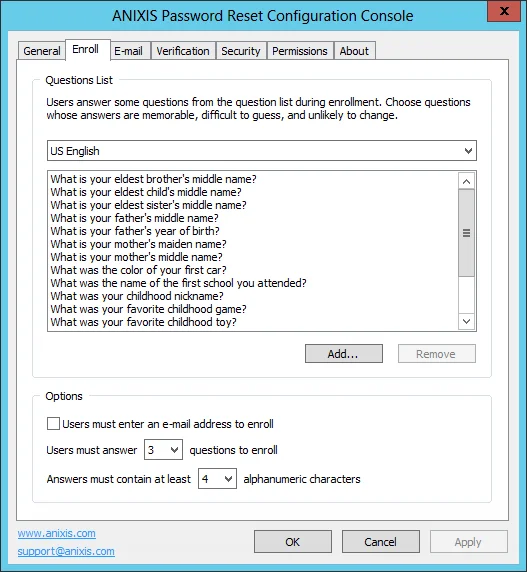 ANIXIS Password Reset Configuration Console
x
General Enroll E-mail Verification Security Permissions About
Questions List
Users answer some questions from the question list during enrollment. Choose questions
whose answers are memorable, difficult to guess, and unlikely to change.
US English
What is your eldest brother's middle name?
What is your eldest child's middle name?
What is your eldest sister's middle name?
What is your father's middle name?
What is your father's year of birth?
What is your mother's maiden name?
What is your mother's middle name?
What was the color of your first car?
What was the name of the first school you attended?
What was your childhood nickname?
What was your favorite childhood game?
What was your favorite childhood toy?
Add... Remove
Options
Users must enter an e-mail address to enroll
Users must answer 3 questions to enroll
Answers must contain at least 4 alphanumeric characters
www.anixis.com
support@anixis.com
OK Cancel Apply